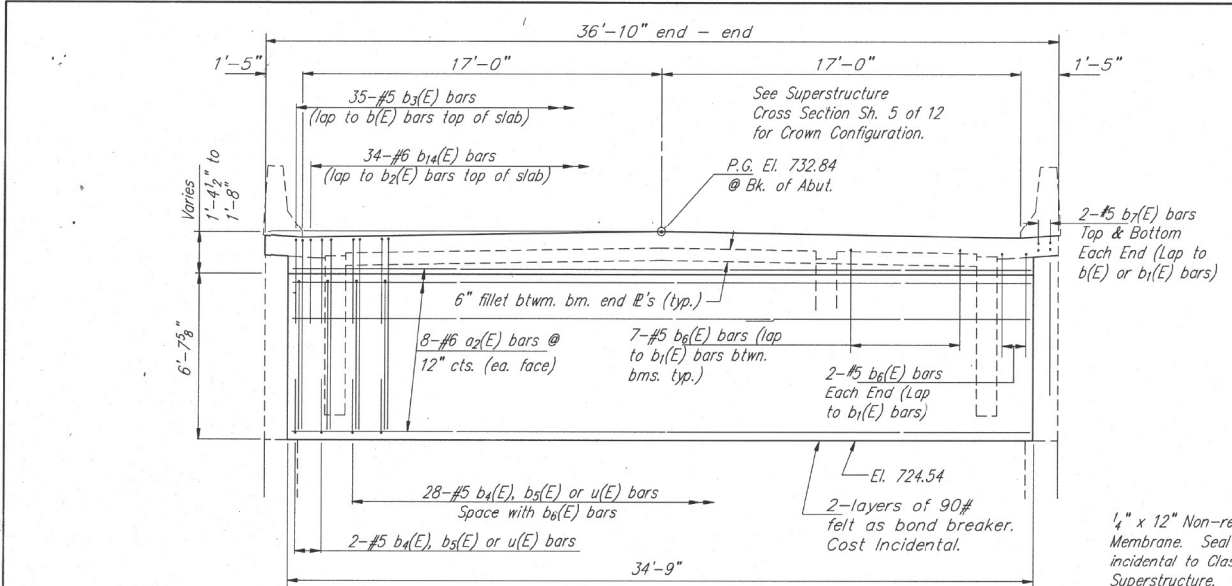 36'-10" end - end
1'-5"
17'-0"
17'-0"
1'-5"
35-#5 b3(E) bars
(lap to b(E) bars top of slab)
See Superstructure
Cross Section Sh. 5 of 12
for Crown Configuration.
34-#6 b14(E) bars
(lap to b2(E) bars top of slab)
P.G. El. 732.84
@ Bk. of Abut.
Varies
1'-4½" to
1'-8"
2-#5 b7(E) bars
Top & Bottom
Each End (Lap to
b(E) or b1(E) bars)
6" fillet btwm. bm. end ℙ's (typ.)
6'-7⅝"
8-#6 a2(E) bars @
12" cts. (ea. face)
7-#5 b6(E) bars (lap
to b1(E) bars btwn.
bms. typ.)
2-#5 b6(E) bars
Each End (Lap
to b1(E) bars)
El. 724.54
28-#5 b4(E), b5(E) or u(E) bars
Space with b6(E) bars
2-layers of 90#
felt as bond breaker.
Cost Incidental.
2-#5 b4(E), b5(E) or u(E) bars
34'-9"
¼" x 12" Non-re
Membrane. Seal
incidental to Cla
Superstructure.